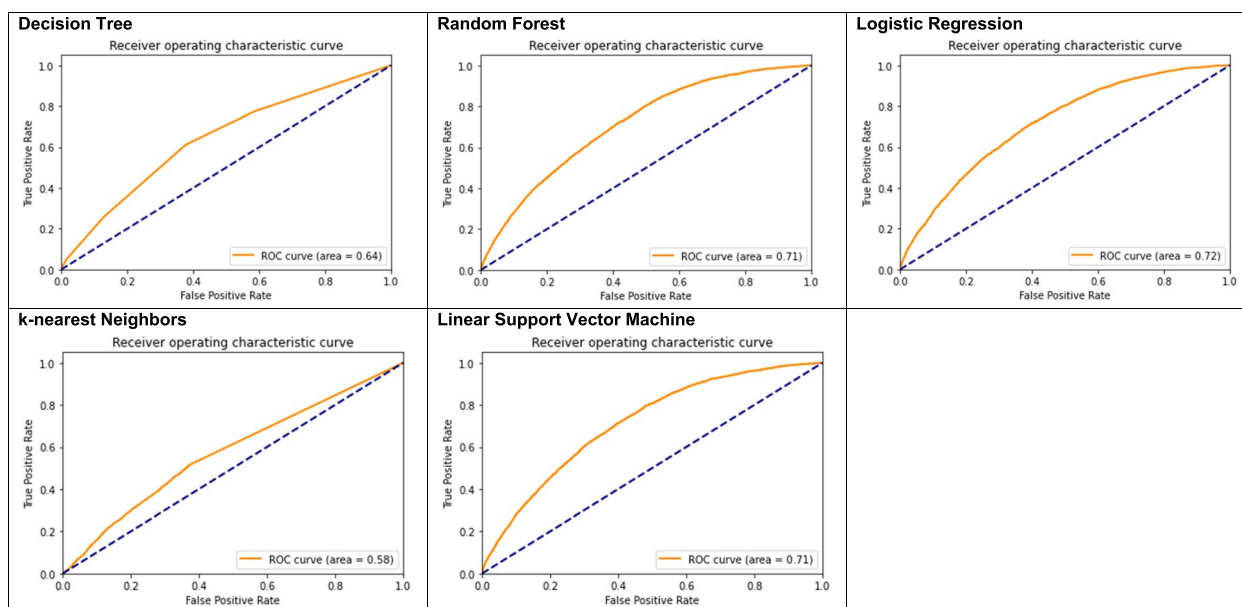 Decision Tree
Receiver operating characteristic curve
1.0
0.8
0.6
0.4
0.2
0.0
True Positive Rate
ROC curve (area = 0.64)
0.0 0.2 0.4 0.6 0.8 1.0
False Positive Rate
Random Forest
Receiver operating characteristic curve
1.0
0.8
0.6
0.4
0.2
0.0
True Positive Rate
ROC curve (area = 0.71)
0.0 0.2 0.4 0.6 0.8 1.0
False Positive Rate
Logistic Regression
Receiver operating characteristic curve
1.0
0.8
0.6
0.4
0.2
0.0
True Positive Rate
ROC curve (area = 0.72)
0.0 0.2 0.4 0.6 0.8 1.0
False Positive Rate
k-nearest Neighbors
Receiver operating characteristic curve
1.0
0.8
0.6
0.4
0.2
0.0
True Positive Rate
ROC curve (area = 0.58)
0.0 0.2 0.4 0.6 0.8 1.0
False Positive Rate
Linear Support Vector Machine
Receiver operating characteristic curve
1.0
0.8
0.6
0.4
0.2
0.0
True Positive Rate
ROC curve (area = 0.71)
0.0 0.2 0.4 0.6 0.8 1.0
False Positive Rate